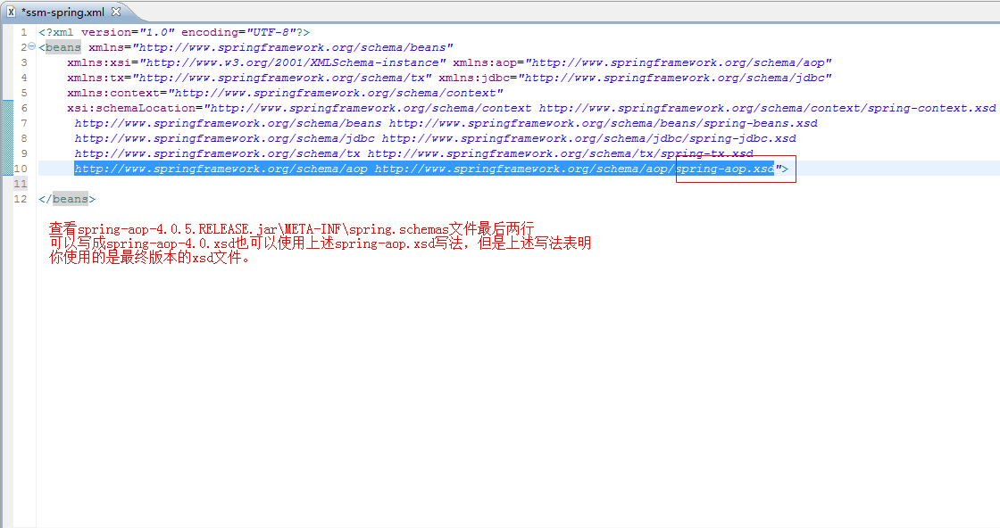 *ssm-spring.xml
1 <?xml version="1.0" encoding="UTF-8"?>
2 <beans xmlns="http://www.springframework.org/schema/beans"
3 xmlns:xsi="http://www.w3.org/2001/XMLSchema-instance" xmlns:aop="http://www.springframework.org/schema/aop"
4 xmlns:tx="http://www.springframework.org/schema/tx" xmlns:jdbc="http://www.springframework.org/schema/jdbc"
5 xmlns:context="http://www.springframework.org/schema/context"
6 xsi:schemaLocation="http://www.springframework.org/schema/context http://www.springframework.org/schema/context/spring-context.xsd
7 http://www.springframework.org/schema/beans http://www.springframework.org/schema/beans/spring-beans.xsd
8 http://www.springframework.org/schema/jdbc http://www.springframework.org/schema/jdbc/spring-jdbc.xsd
9 http://www.springframework.org/schema/tx http://www.springframework.org/schema/tx/spring-tx.xsd
10 http://www.springframework.org/schema/aop http://www.springframework.org/schema/aop/spring-aop.xsd">
11
12 </beans>
查看spring-aop-4.0.5.RELEASE.jar\META-INF\spring.schemas文件最后两行
可以写成spring-aop-4.0.xsd也可以使用上述spring-aop.xsd写法，但是上述写法表明
你使用的是最终版本的xsd文件。